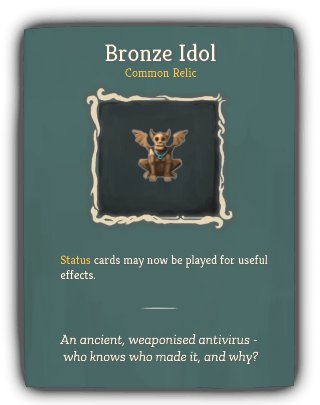 Bronze Idol
Common Relic
Status cards may now be played for useful
effects.
An ancient, weaponised antivirus -
who knows who made it, and why?